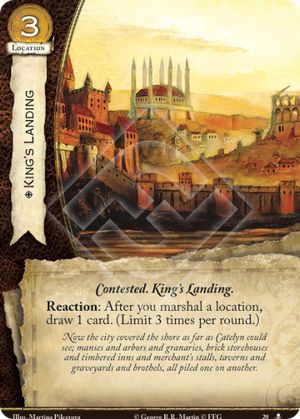 3
LOCATION
KING'S LANDING
Contested. King's Landing.
Reaction: After you marshal a location,
draw 1 card. (Limit 3 times per round.)
Now the city covered the shore as far as Catelyn could
see; manses and arbors and granaries, brick storehouses
and timbered inns and merchant's stalls, taverns and
graveyards and brothels, all piled one on another.
Illus. Martina Pilcerova
© George R.R. Martin © FFG
20